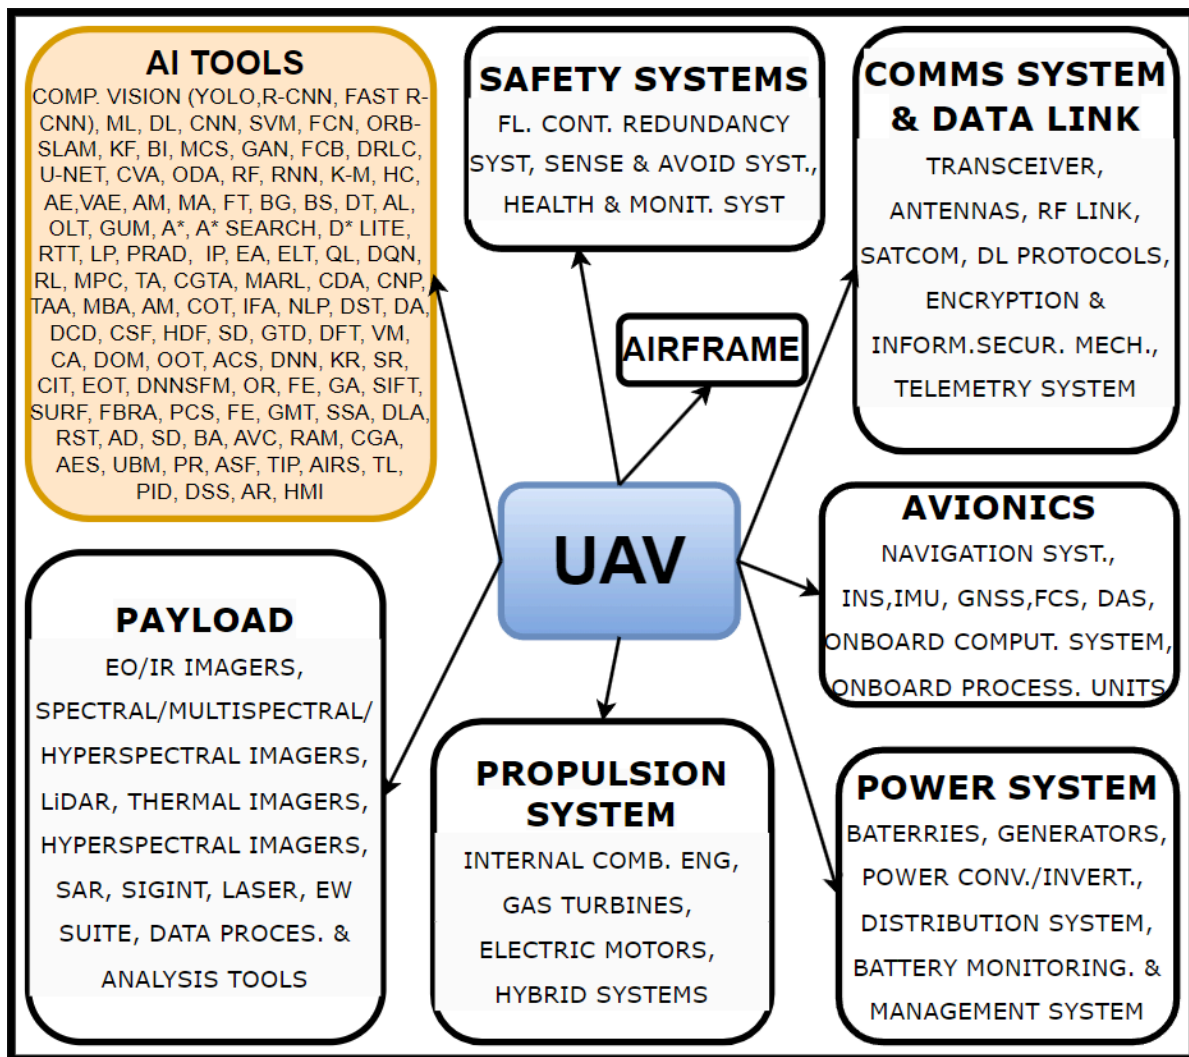 AI TOOLS
COMP. VISION (YOLO,R-CNN, FAST R-
CNN), ML, DL, CNN, SVM, FCN, ORB-
SLAM, KF, BI, MCS, GAN, FCB, DRLC,
U-NET, CVA, ODA, RF, RNN, K-M, HC,
AE,VAE, AM, MA, FT, BG, BS, DT, AL,
OLT, GUM, A*, A* SEARCH, D* LITE,
RTT, LP, PRAD, IP, EA, ELT, QL, DQN,
RL, MPC, TA, CGTA, MARL, CDA, CNP,
TAA, MBA, AM, COT, IFA, NLP, DST, DA,
DCD, CSF, HDF, SD, GTD, DFT, VM,
CA, DOM, OOT, ACS, DNN, KR, SR,
CIT, EOT, DNNSFM, OR, FE, GA, SIFT,
SURF, FBRA, PCS, FE, GMT, SSA, DLA,
RST, AD, SD, BA, AVC, RAM, CGA,
AES, UBM, PR, ASF, TIP, AIRS, TL,
PID, DSS, AR, HMI
SAFETY SYSTEMS
FL. CONT. REDUNDANCY
SYST, SENSE & AVOID SYST.,
HEALTH & MONIT. SYST
COMMS SYSTEM
& DATA LINK
TRANSCEIVER,
ANTENNAS, RF LINK,
SATCOM, DL PROTOCOLS,
ENCRYPTION &
INFORM.SECUR. MECH.,
TELEMETRY SYSTEM
AIRFRAME
UAV
AVIONICS
NAVIGATION SYST.,
INS,IMU, GNSS,FCS, DAS,
ONBOARD COMPUT. SYSTEM,
ONBOARD PROCESS. UNITS
PAYLOAD
EO/IR IMAGERS,
SPECTRAL/MULTISPECTRAL/
HYPERSPECTRAL IMAGERS,
LiDAR, THERMAL IMAGERS,
HYPERSPECTRAL IMAGERS,
SAR, SIGINT, LASER, EW
SUITE, DATA PROCES. &
ANALYSIS TOOLS
PROPULSION
SYSTEM
INTERNAL COMB. ENG,
GAS TURBINES,
ELECTRIC MOTORS,
HYBRID SYSTEMS
POWER SYSTEM
BATERRIES, GENERATORS,
POWER CONV./INVERT.,
DISTRIBUTION SYSTEM,
BATTERY MONITORING. &
MANAGEMENT SYSTEM